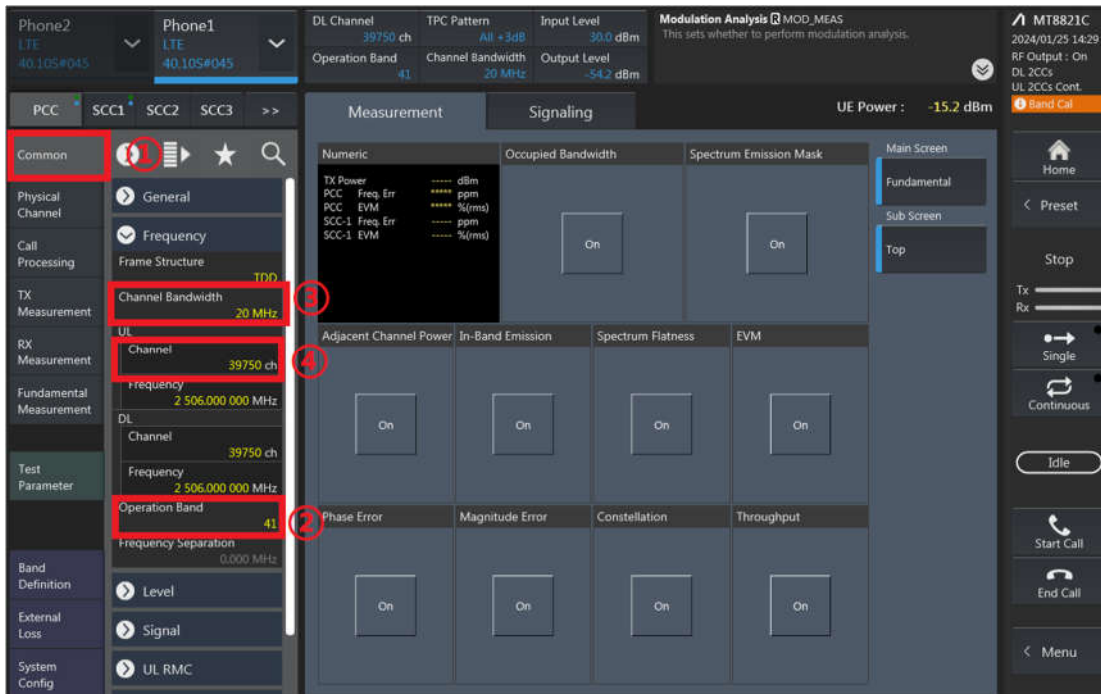 Phone2
LTE
40.10S#045
Phone1
LTE
40.10S#045
DL Channel
39750 ch
TPC Pattern
All +3dB
Input Level
30.0 dBm
Operation Band
41
Channel Bandwidth
20 MHz
Output Level
-54.2 dBm
Modulation Analysis R MOD_MEAS
This sets whether to perform modulation analysis.
MT8821C
2024/01/25 14:29
RF Output : On
DL 2CCs
UL 2CCs Cont.
Band Cal
PCC
SCC1
SCC2
SCC3
>>
Measurement
Signaling
UE Power : -15.2 dBm
Common
①
Physical
Channel
Call
Processing
TX
Measurement
RX
Measurement
Fundamental
Measurement
Test
Parameter
Band
Definition
External
Loss
System
Config
General
Frequency
Frame Structure
TDD
Channel Bandwidth
20 MHz
③
UL
Channel
39750 ch
④
Frequency
2 506.000 000 MHz
DL
Channel
39750 ch
Frequency
2 506.000 000 MHz
Operation Band
41
②
Frequency Separation
0.000 MHz
Level
Signal
UL RMC
Numeric
TX Power ----- dBm
PCC Freq. Err ***** ppm
PCC EVM ***** %(rms)
SCC-1 Freq. Err ----- ppm
SCC-1 EVM ----- %(rms)
Occupied Bandwidth
On
Spectrum Emission Mask
On
Main Screen
Fundamental
Sub Screen
Top
Adjacent Channel Power
On
In-Band Emission
On
Spectrum Flatness
On
EVM
On
Phase Error
On
Magnitude Error
On
Constellation
On
Throughput
On
Home
< Preset
Stop
Tx
Rx
Single
Continuous
Idle
Start Call
End Call
< Menu